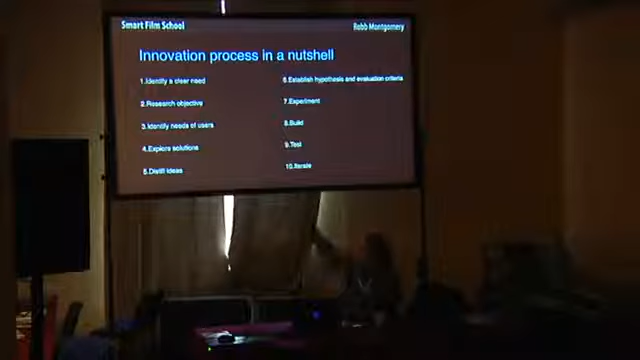 Smart Film School
Robb Montgomery
Innovation process in a nutshell
1.Identify a clear need
2.Research objective
3.Identify needs of users
4.Explore solutions
5.Distill ideas
6.Establish hypothesis and evaluation criteria
7.Experiment
8.Build
9.Test
10.Iterate